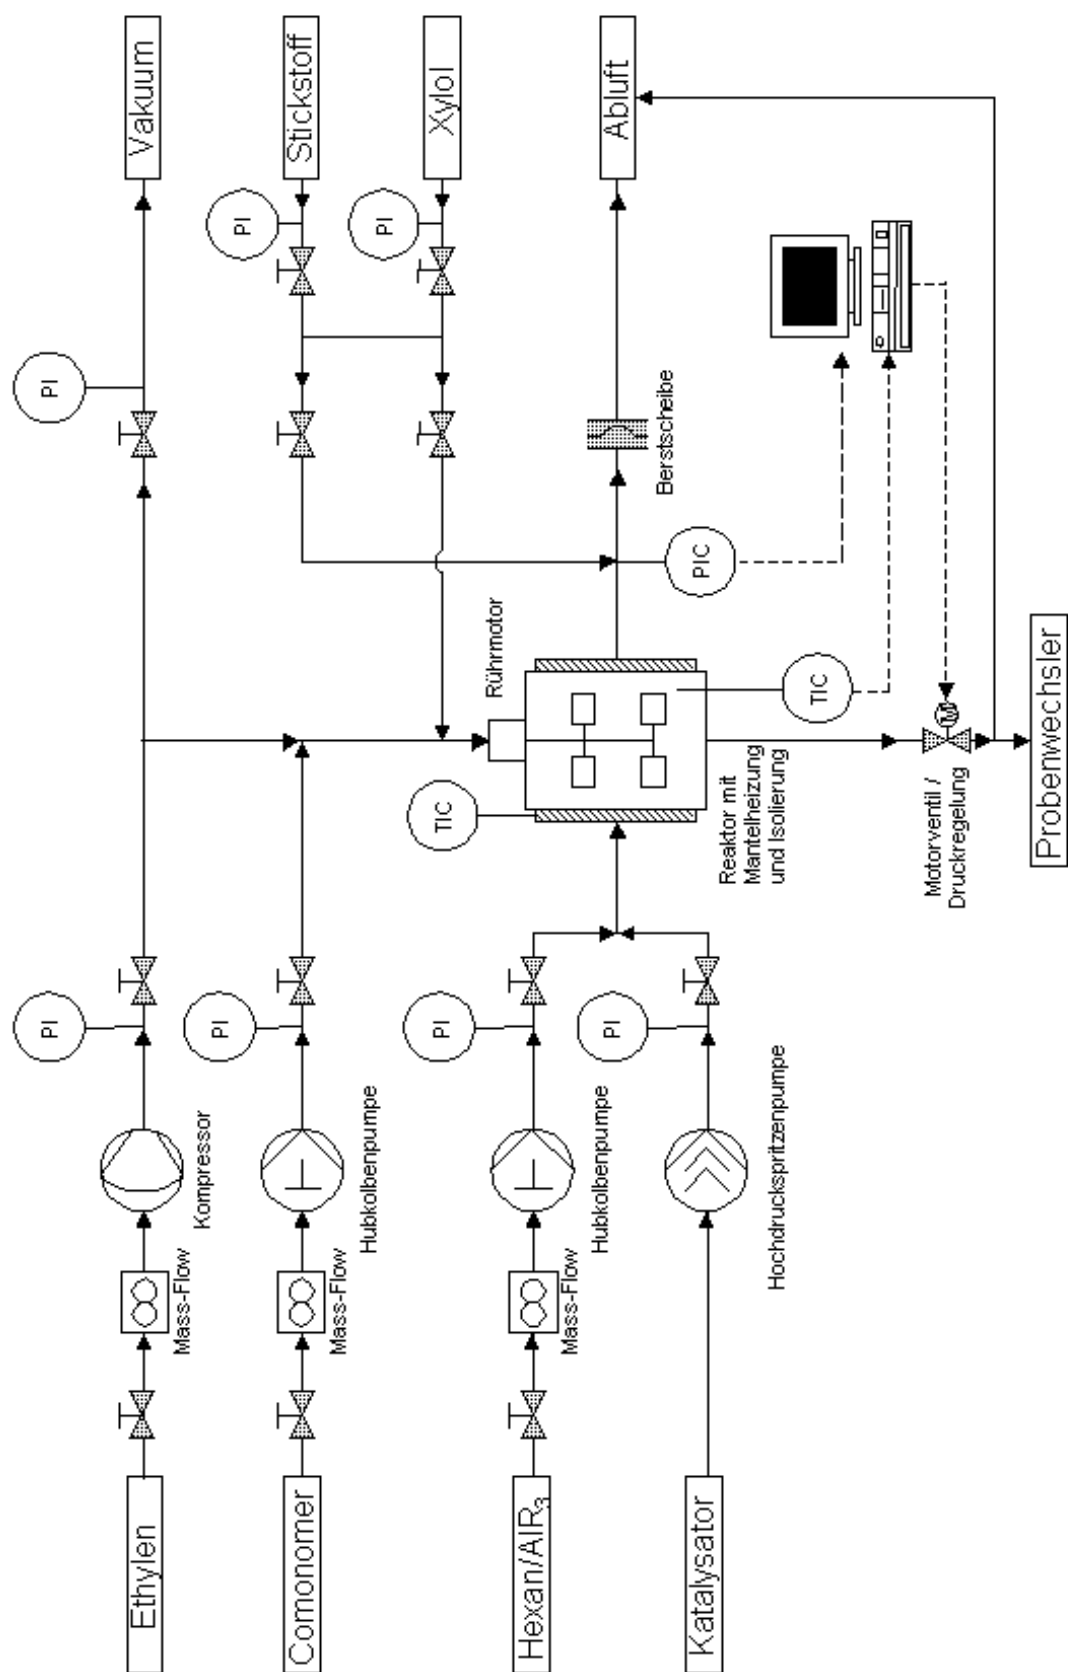 Ethylen
Mass-Flow
Kompressor
PI
PI
Vakuum
Comonomer
Mass-Flow
Hubkolbenpumpe
PI
PI
Stickstoff
PI
Xylol
Hexan/AlR₃
Mass-Flow
Hubkolbenpumpe
PI
TIC
Rührmotor
Katalysator
Hochdruckspritzenpumpe
PI
Reaktor mit
Mantelheizung
und Isolierung
TIC
PIC
Berstscheibe
Abluft
Motorventil /
Druckregelung
M
Probenwechsler